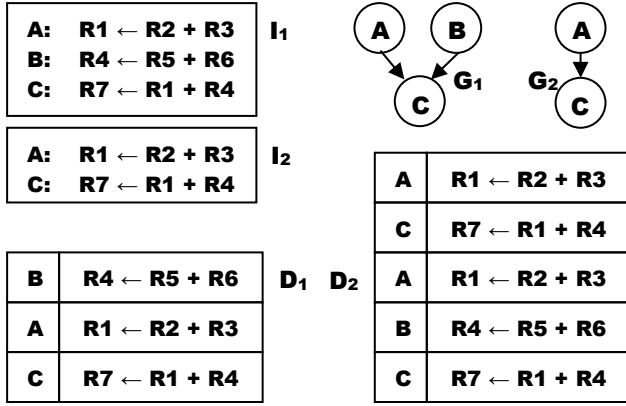 A: R1 ← R2 + R3
B: R4 ← R5 + R6
C: R7 ← R1 + R4
I₁
A B
C
G₁
A
C
G₂
A: R1 ← R2 + R3
C: R7 ← R1 + R4
I₂
B R4 ← R5 + R6
A R1 ← R2 + R3
C R7 ← R1 + R4
D₁
D₂
A R1 ← R2 + R3
C R7 ← R1 + R4
A R1 ← R2 + R3
B R4 ← R5 + R6
C R7 ← R1 + R4